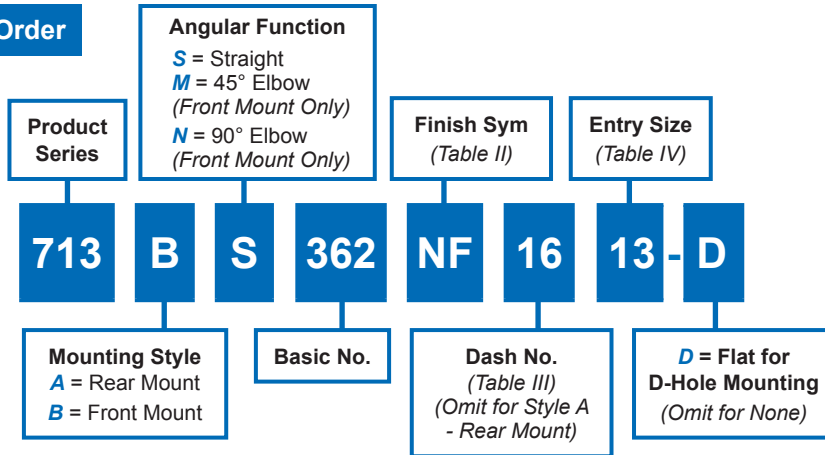 Order
Angular Function
S = Straight
M = 45° Elbow
(Front Mount Only)
N = 90° Elbow
(Front Mount Only)
Product
Series
Finish Sym
(Table II)
Entry Size
(Table IV)
713 B S 362 NF 16 13 - D
Mounting Style
A = Rear Mount
B = Front Mount
Basic No.
Dash No.
(Table III)
(Omit for Style A
- Rear Mount)
D = Flat for
D-Hole Mounting
(Omit for None)